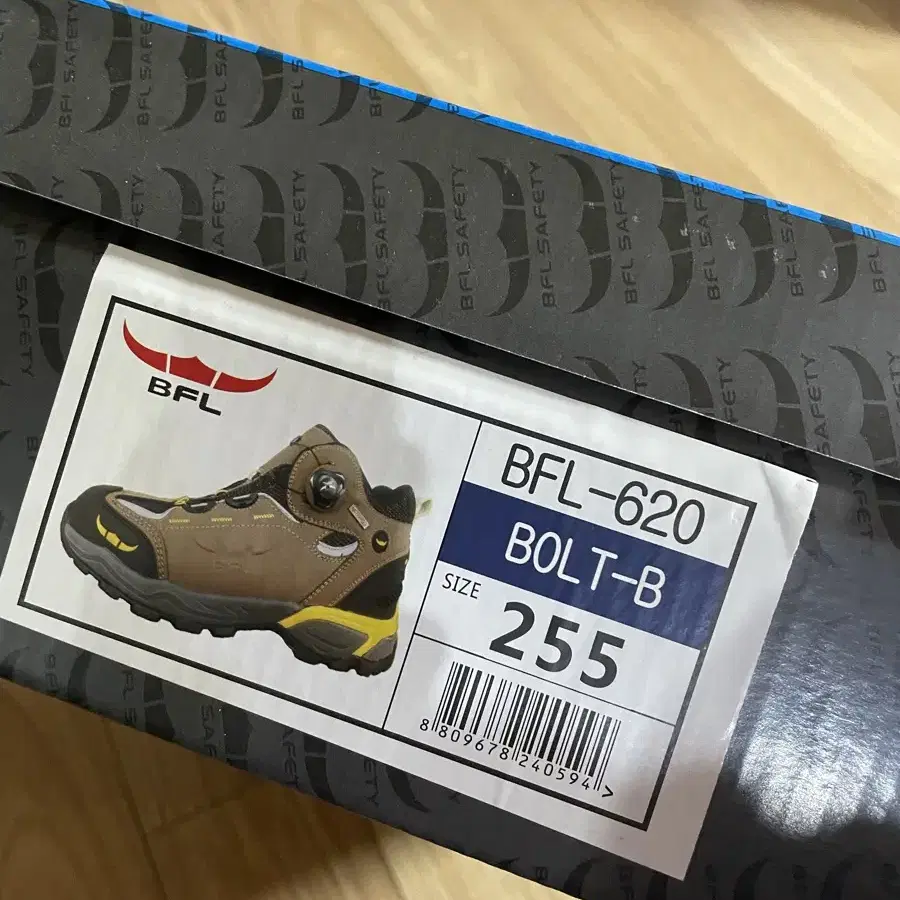 BFL SAFETY
BFL
BFL-620
BOLT-B
SIZE
255
8 809678 240594 >